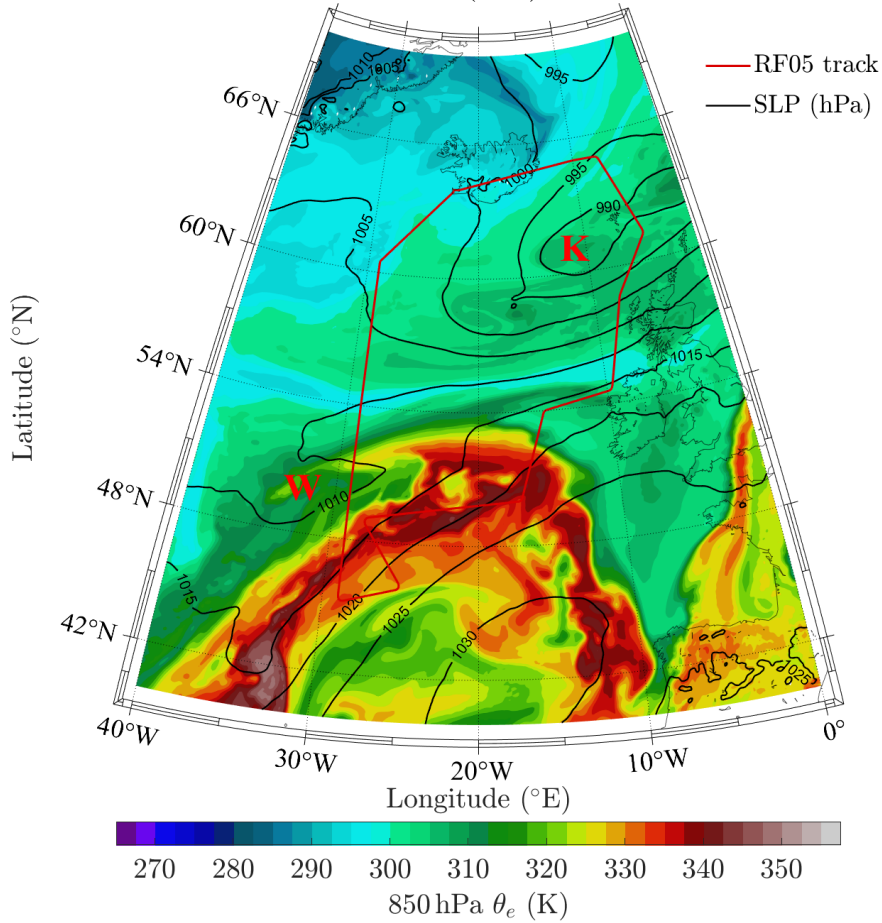 RF05 track
SLP (hPa)
1010
1005
995
66°N
1000
995
990
1005
60°N
K
54°N
1015
Latitude (°N)
W
1010
48°N
1015
1020
1025
1030
42°N
1025
40°W
30°W
20°W
10°W
0°
Longitude (°E)
270 280 290 300 310 320 330 340 350
850 hPa θₑ (K)